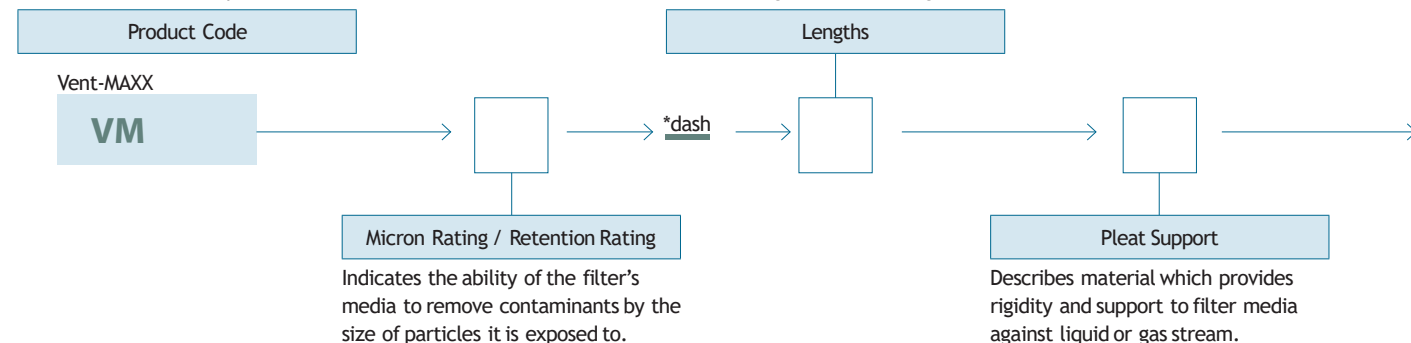 Product Code
Lengths
Vent-MAXX
VM
*dash
Micron Rating / Retention Rating
Pleat Support
Indicates the ability of the filter's
media to remove contaminants by the
size of particles it is exposed to.
Describes material which provides
rigidity and support to filter media
against liquid or gas stream.